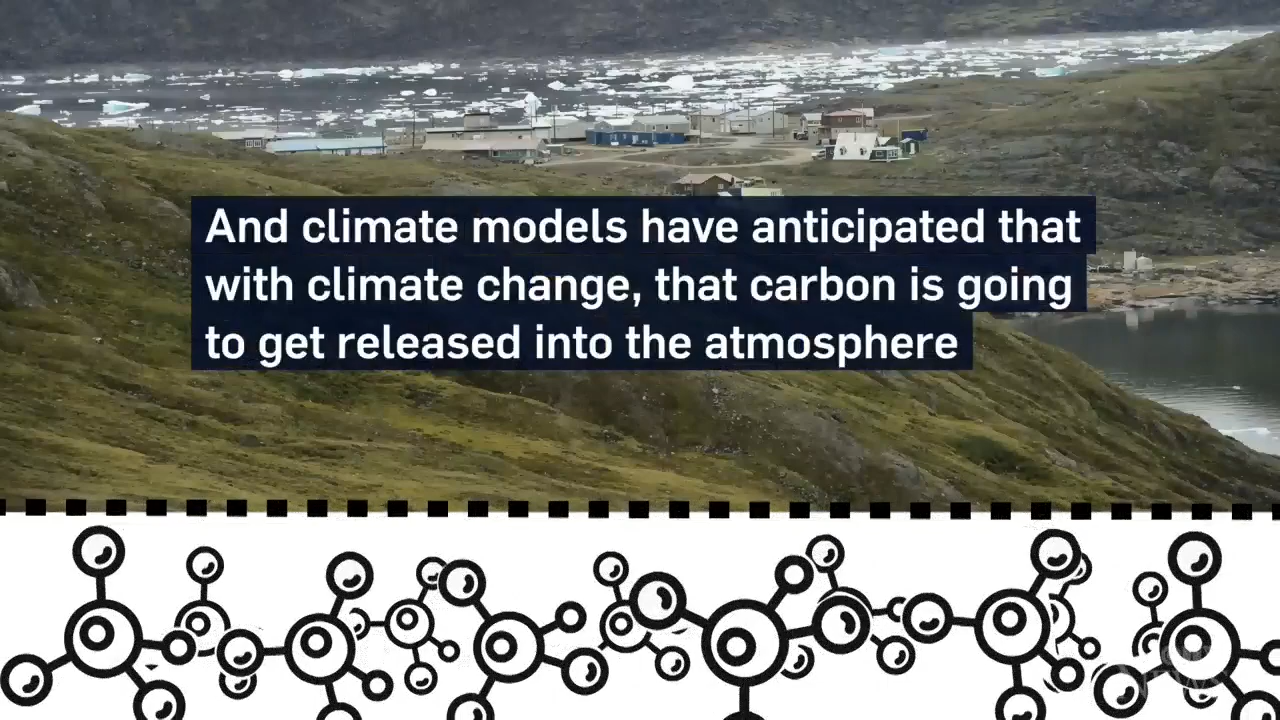 And climate models have anticipated that
with climate change, that carbon is going
to get released into the atmosphere